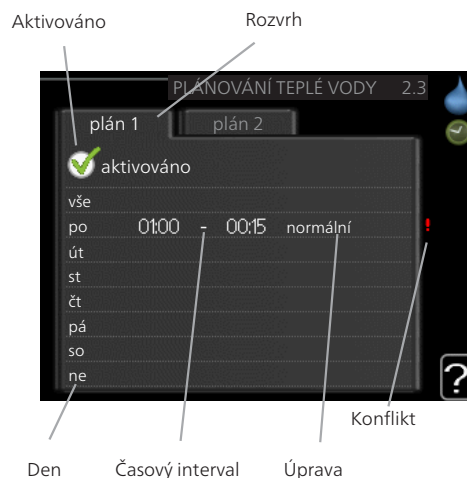 Aktivováno Rozvrh
PLÁNOVÁNÍ TEPLÉ VODY 2.3
plán 1 plán 2
aktivováno
vše
po 01:00 - 00:15 normální !
út
st
čt
pá
so
ne
?
Konflikt
Den Časový interval Úprava